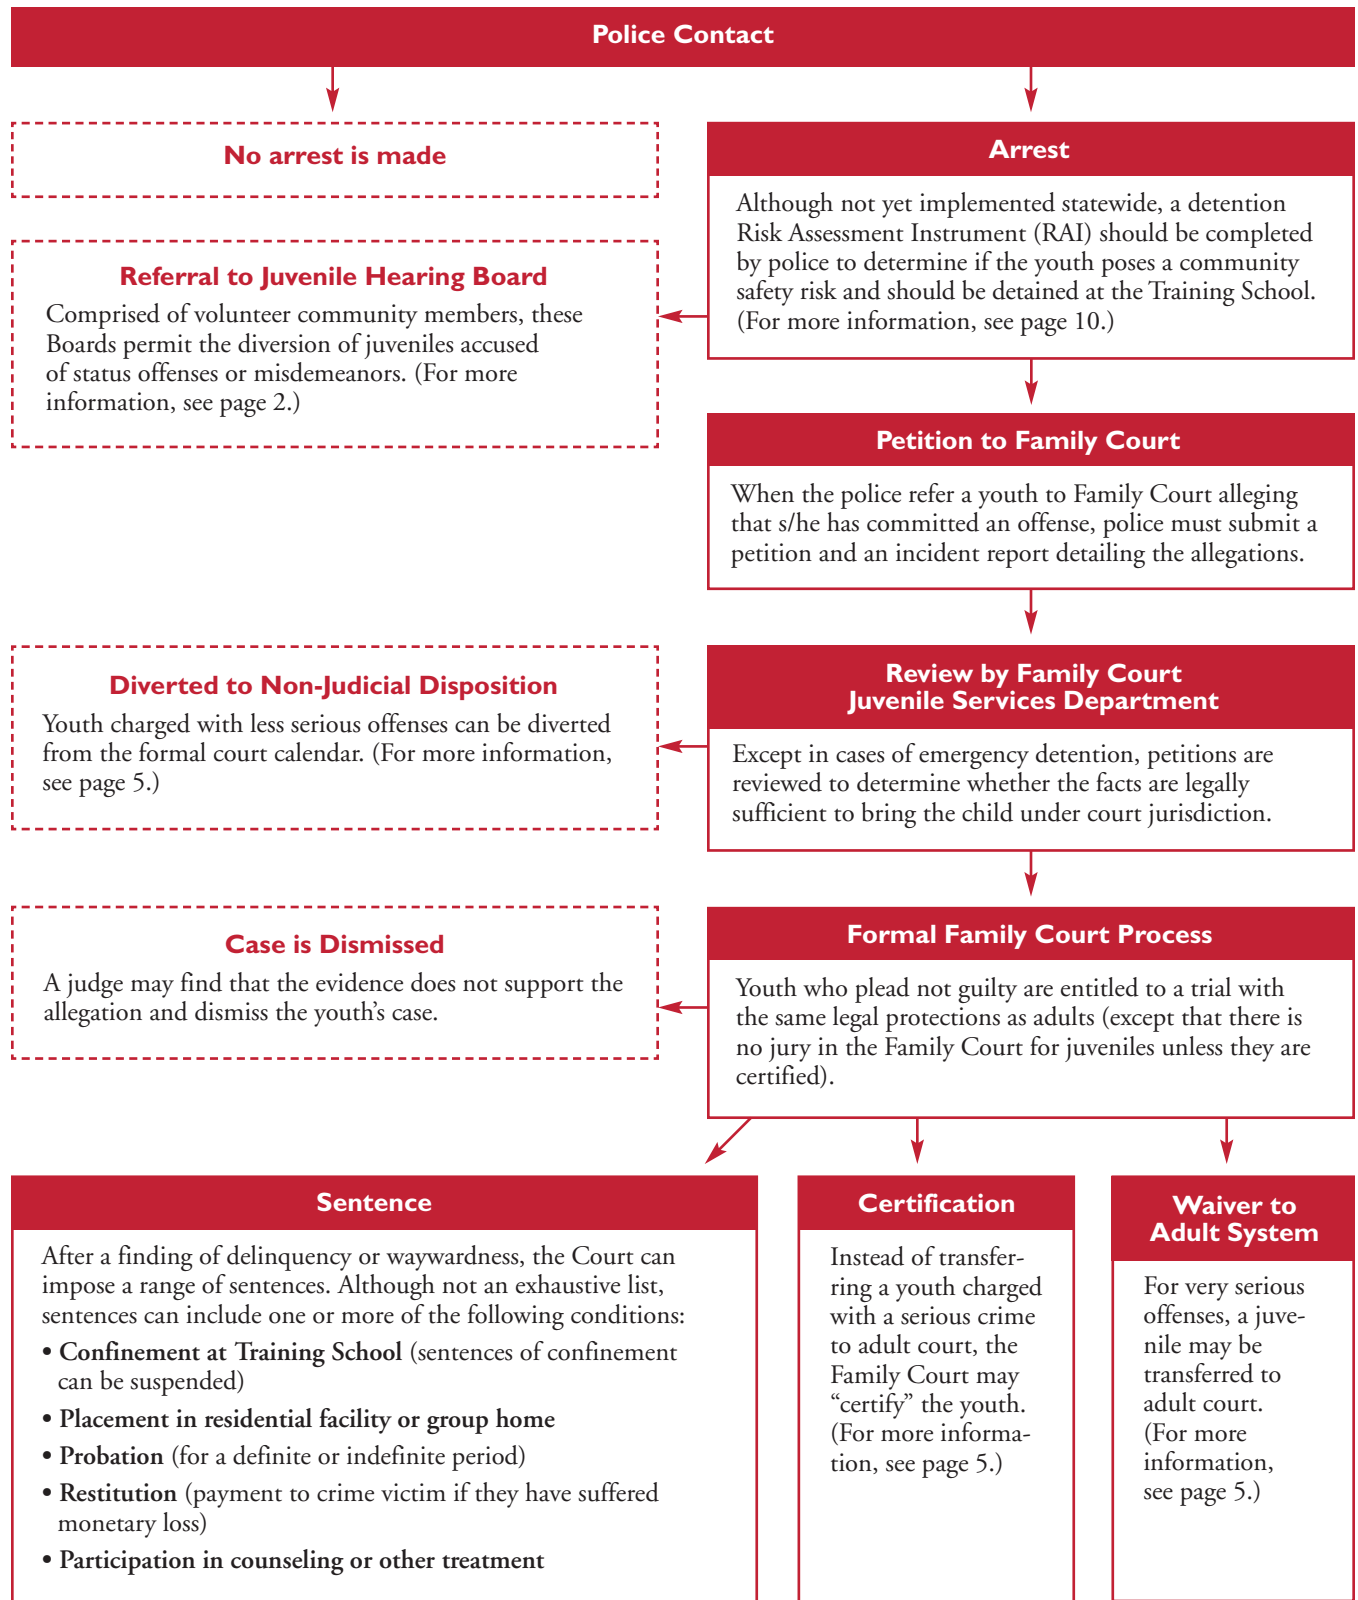 Police Contact
No arrest is made
Arrest
Although not yet implemented statewide, a detention
Risk Assessment Instrument (RAI) should be completed
by police to determine if the youth poses a community
safety risk and should be detained at the Training School.
(For more information, see page 10.)
Referral to Juvenile Hearing Board
Comprised of volunteer community members, these
Boards permit the diversion of juveniles accused
of status offenses or misdemeanors. (For more
information, see page 2.)
Petition to Family Court
When the police refer a youth to Family Court alleging
that s/he has committed an offense, police must submit a
petition and an incident report detailing the allegations.
Diverted to Non-Judicial Disposition
Youth charged with less serious offenses can be diverted
from the formal court calendar. (For more information,
see page 5.)
Review by Family Court
Juvenile Services Department
Except in cases of emergency detention, petitions are
reviewed to determine whether the facts are legally
sufficient to bring the child under court jurisdiction.
Case is Dismissed
A judge may find that the evidence does not support the
allegation and dismiss the youth's case.
Formal Family Court Process
Youth who plead not guilty are entitled to a trial with
the same legal protections as adults (except that there is
no jury in the Family Court for juveniles unless they are
certified).
Sentence
After a finding of delinquency or waywardness, the Court can
impose a range of sentences. Although not an exhaustive list,
sentences can include one or more of the following conditions:
• Confinement at Training School (sentences of confinement
can be suspended)
• Placement in residential facility or group home
• Probation (for a definite or indefinite period)
• Restitution (payment to crime victim if they have suffered
monetary loss)
• Participation in counseling or other treatment
Certification
Instead of transfer-
ring a youth charged
with a serious crime
to adult court, the
Family Court may
“certify” the youth.
(For more informa-
tion, see page 5.)
Waiver to
Adult System
For very serious
offenses, a juve-
nile may be
transferred to
adult court.
(For more
information,
see page 5.)